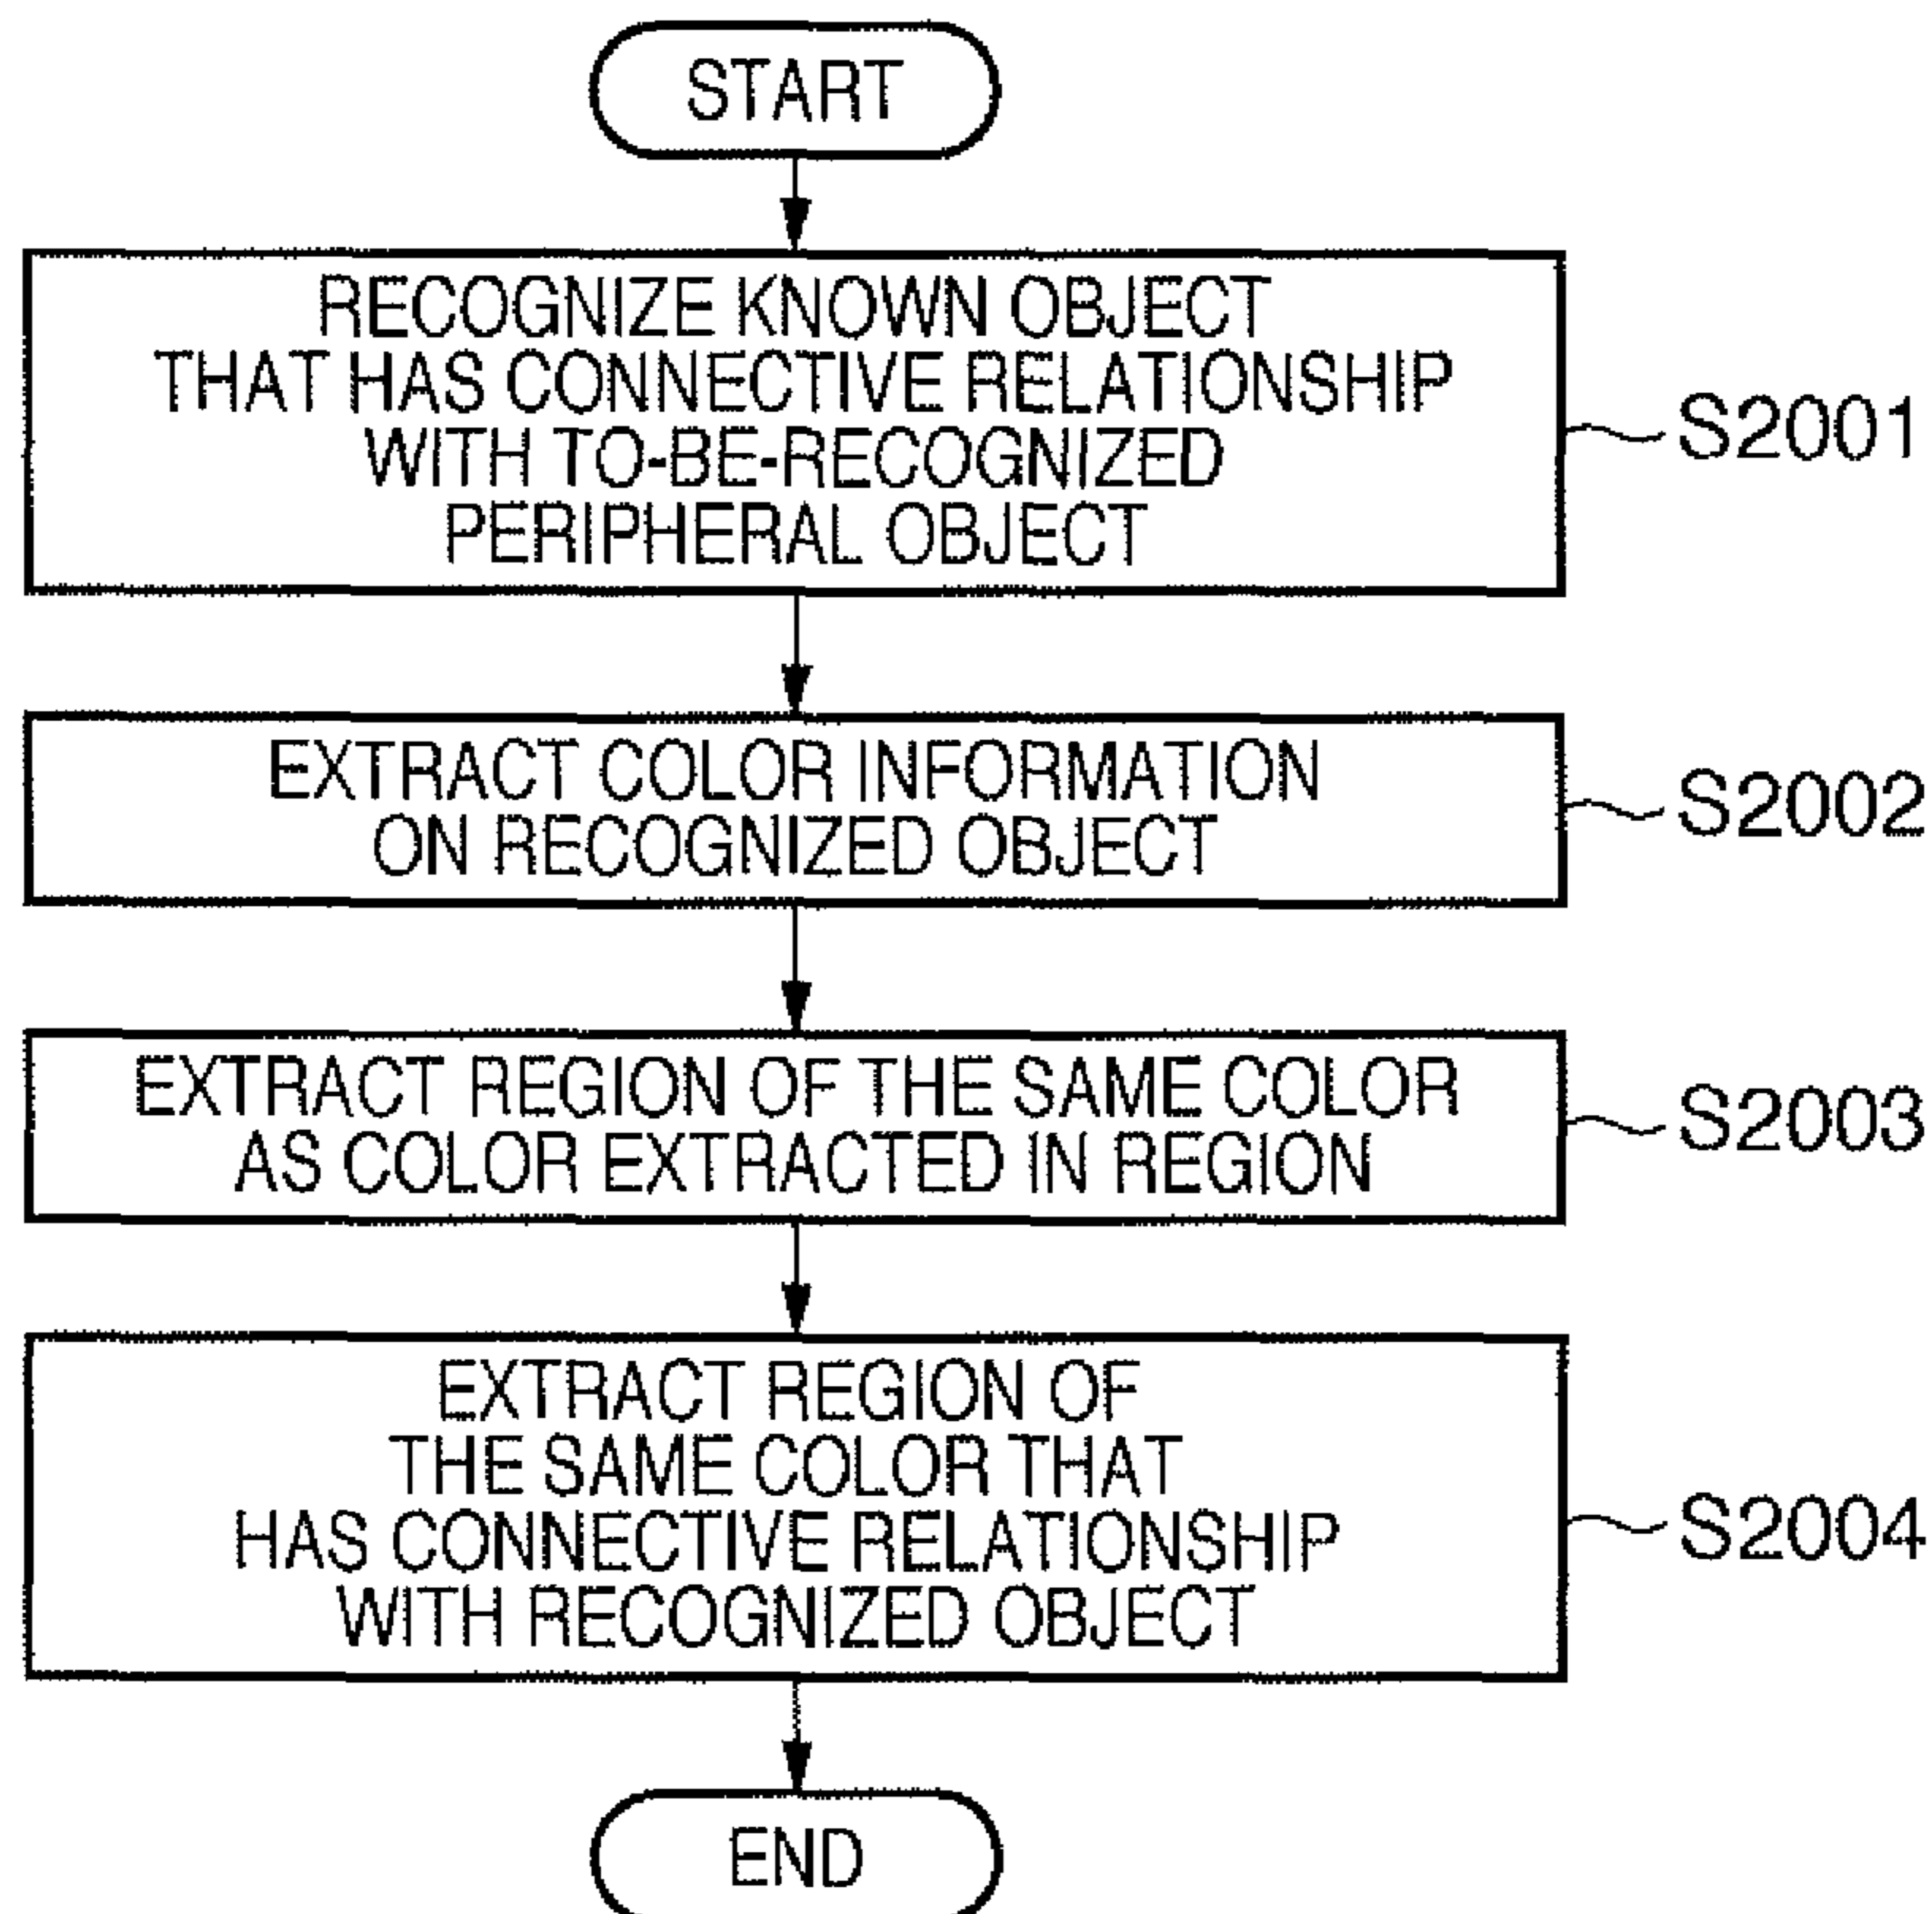 START
RECOGNIZE KNOWN OBJECT
THAT HAS CONNECTIVE RELATIONSHIP
WITH TO-BE-RECOGNIZED
PERIPHERAL OBJECT
S2001
EXTRACT COLOR INFORMATION
ON RECOGNIZED OBJECT
S2002
EXTRACT REGION OF THE SAME COLOR
AS COLOR EXTRACTED IN REGION
S2003
EXTRACT REGION OF
THE SAME COLOR THAT
HAS CONNECTIVE RELATIONSHIP
WITH RECOGNIZED OBJECT
S2004
END